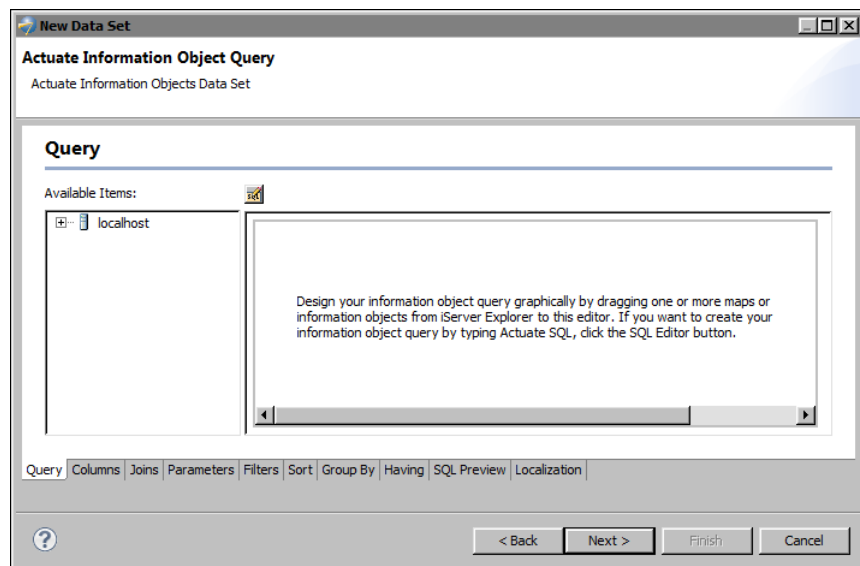 New Data Set
Actuate Information Object Query
Actuate Information Objects Data Set
Query
Available Items:
SQL
localhost
Design your information object query graphically by dragging one or more maps or
information objects from iServer Explorer to this editor. If you want to create your
information object query by typing Actuate SQL, click the SQL Editor button.
Query Columns Joins Parameters Filters Sort Group By Having SQL Preview Localization
? < Back Next > Finish Cancel